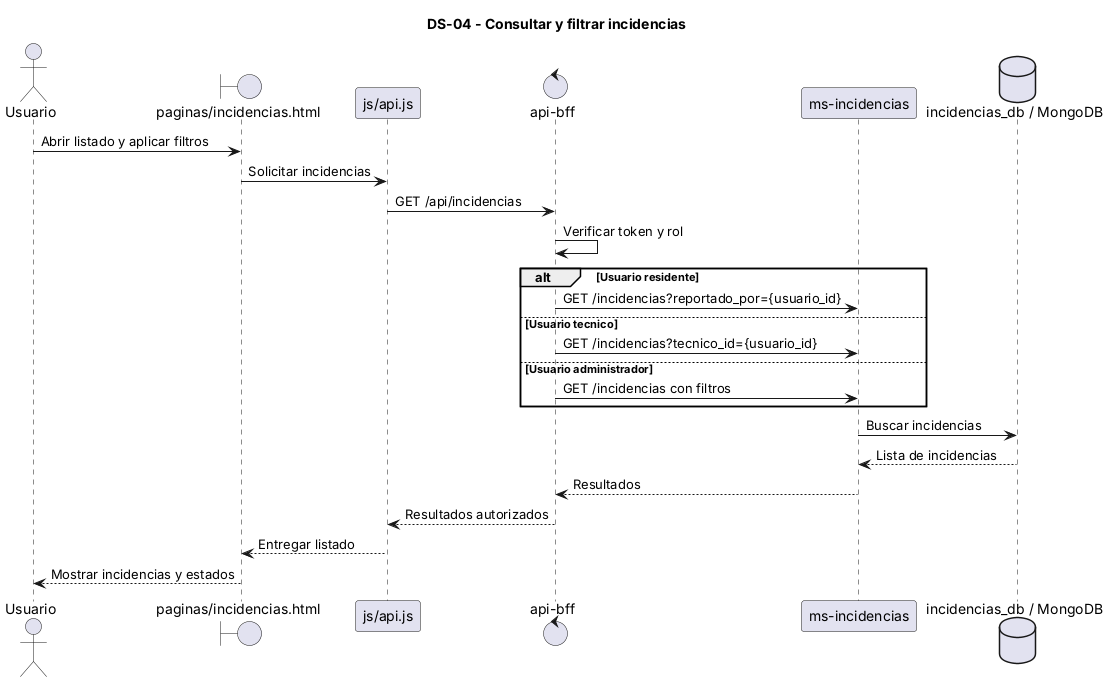 DS-04 - Consultar y filtrar incidencias
Usuario
paginas/incidencias.html
js/api.js
api-bff
ms-incidencias
incidencias_db / MongoDB
Abrir listado y aplicar filtros
Solicitar incidencias
GET /api/incidencias
Verificar token y rol
alt
[Usuario residente]
GET /incidencias?reportado_por={usuario_id}
[Usuario tecnico]
GET /incidencias?tecnico_id={usuario_id}
[Usuario administrador]
GET /incidencias con filtros
Buscar incidencias
Lista de incidencias
Resultados
Resultados autorizados
Entregar listado
Mostrar incidencias y estados
Usuario
paginas/incidencias.html
js/api.js
api-bff
ms-incidencias
incidencias_db / MongoDB